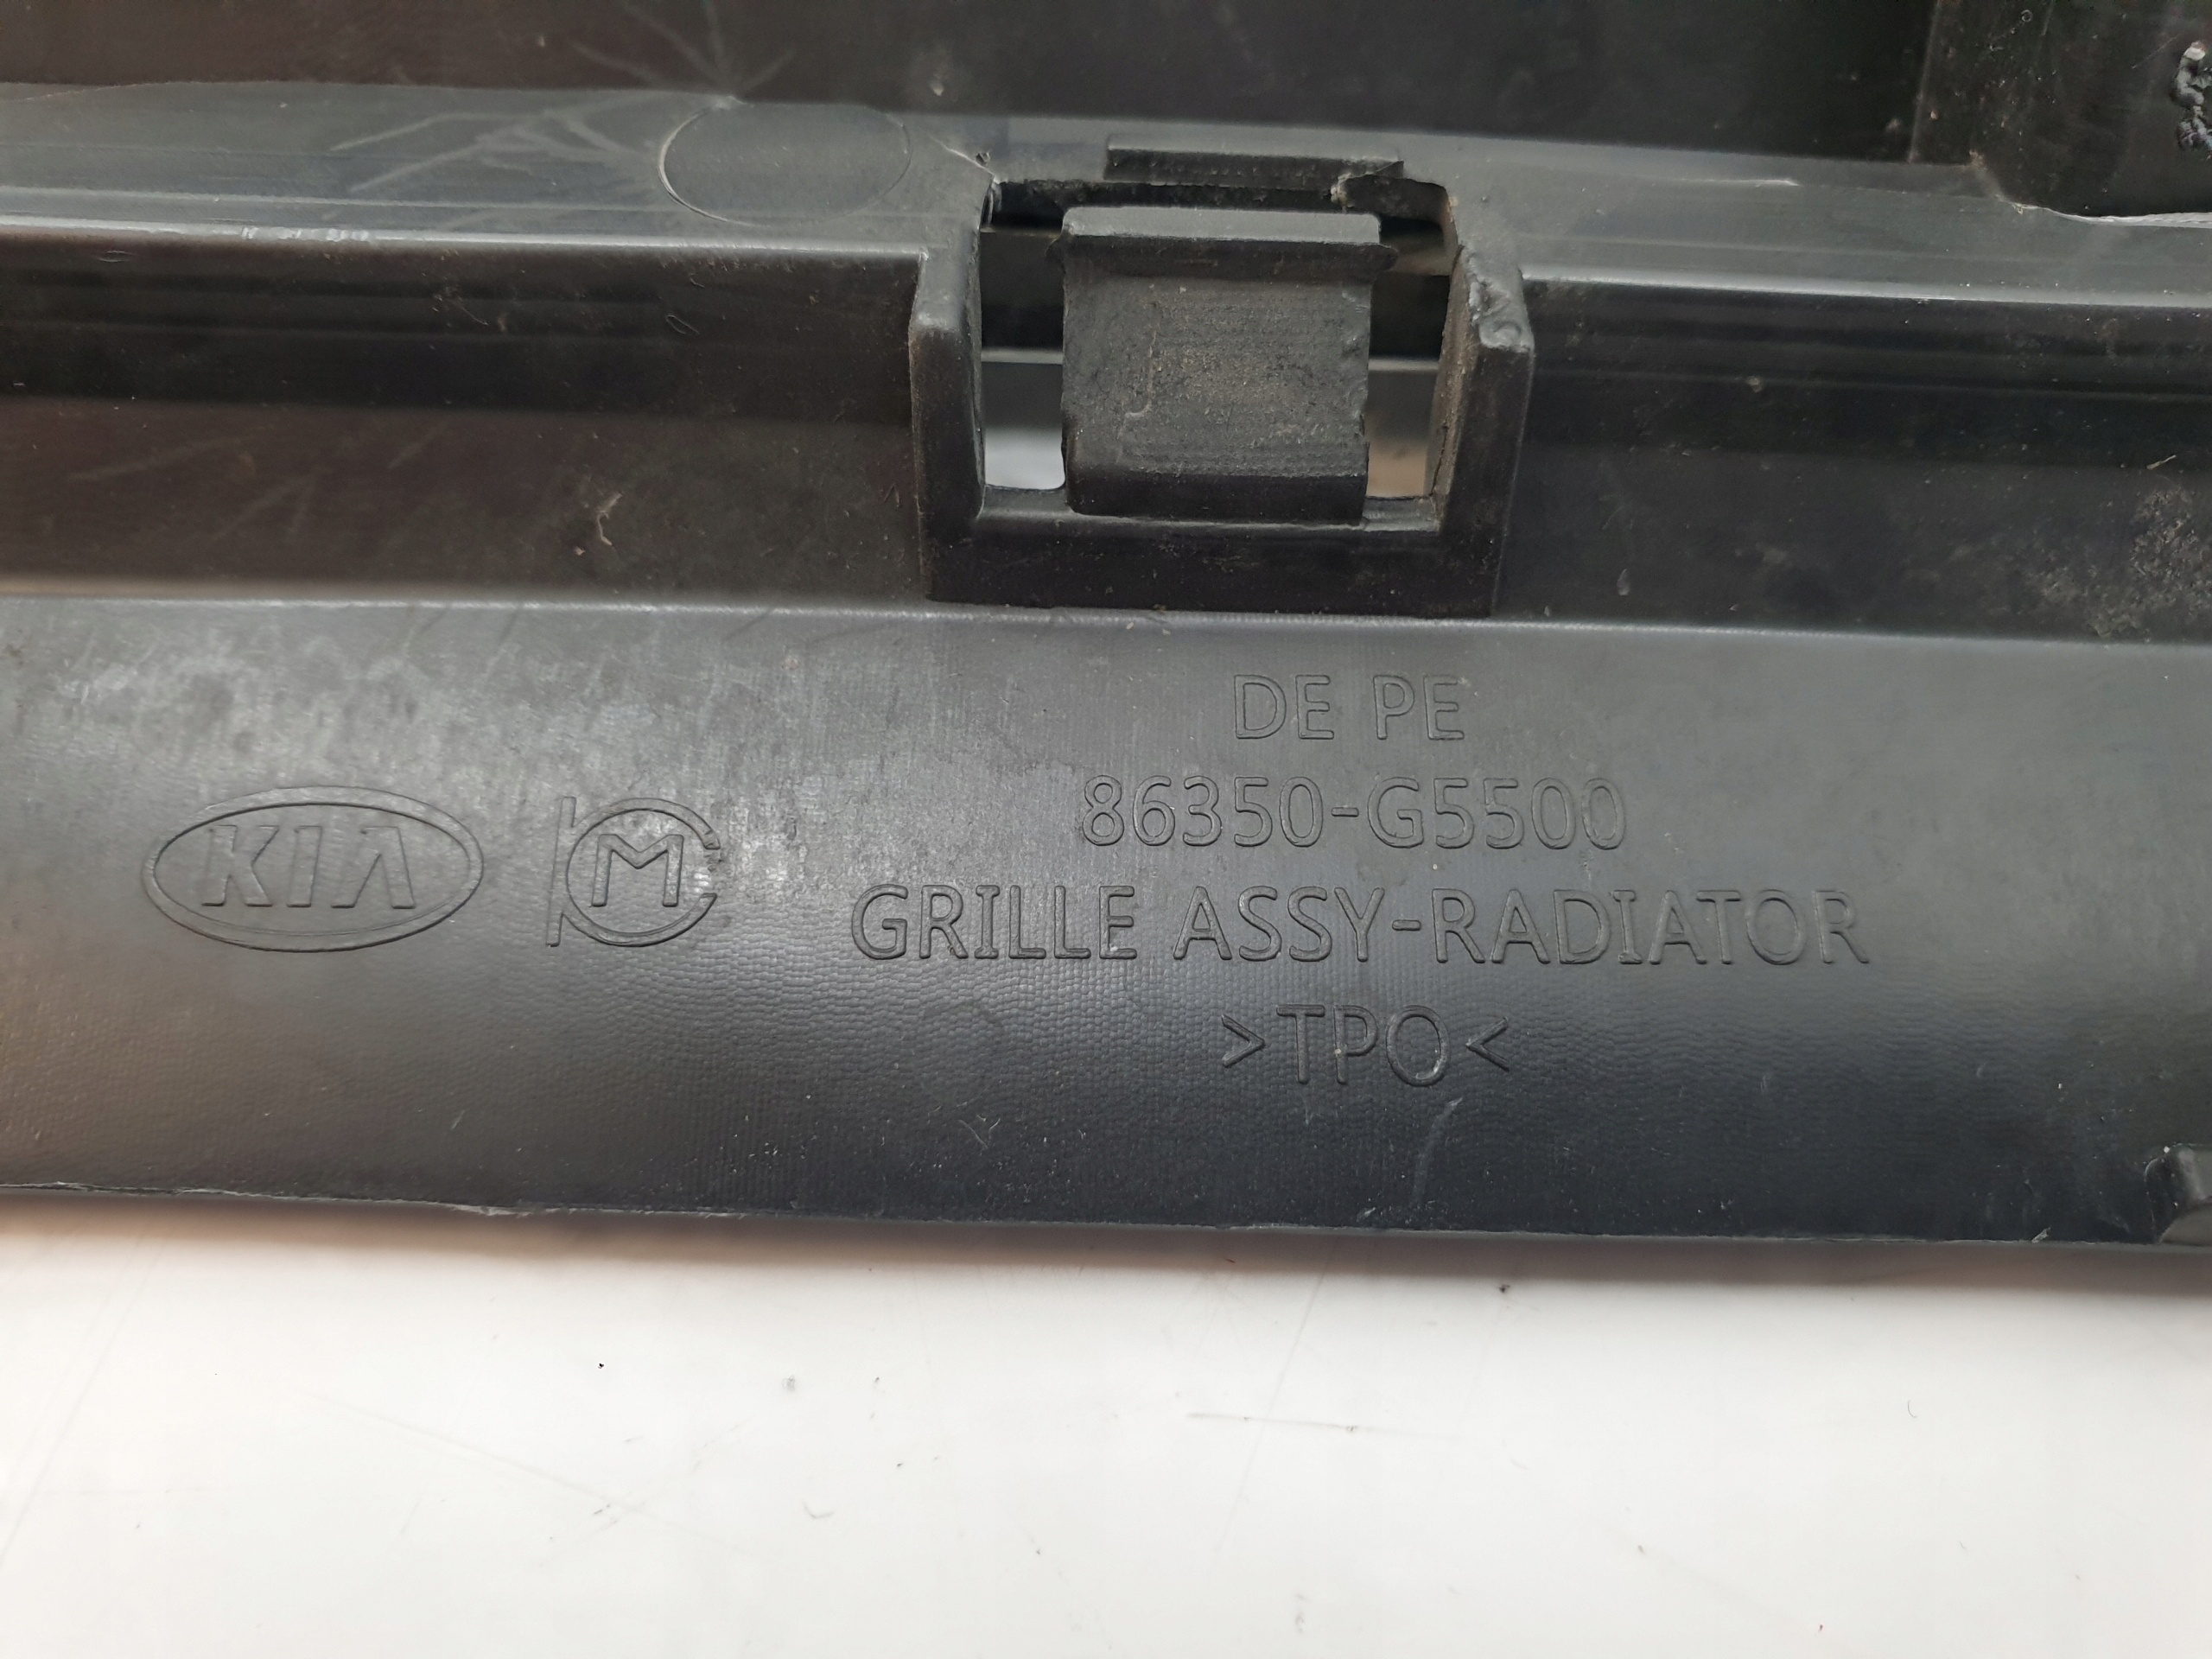 DE PE
86350-G5500
KIA
M
GRILLE ASSY-RADIATOR
>TPO<